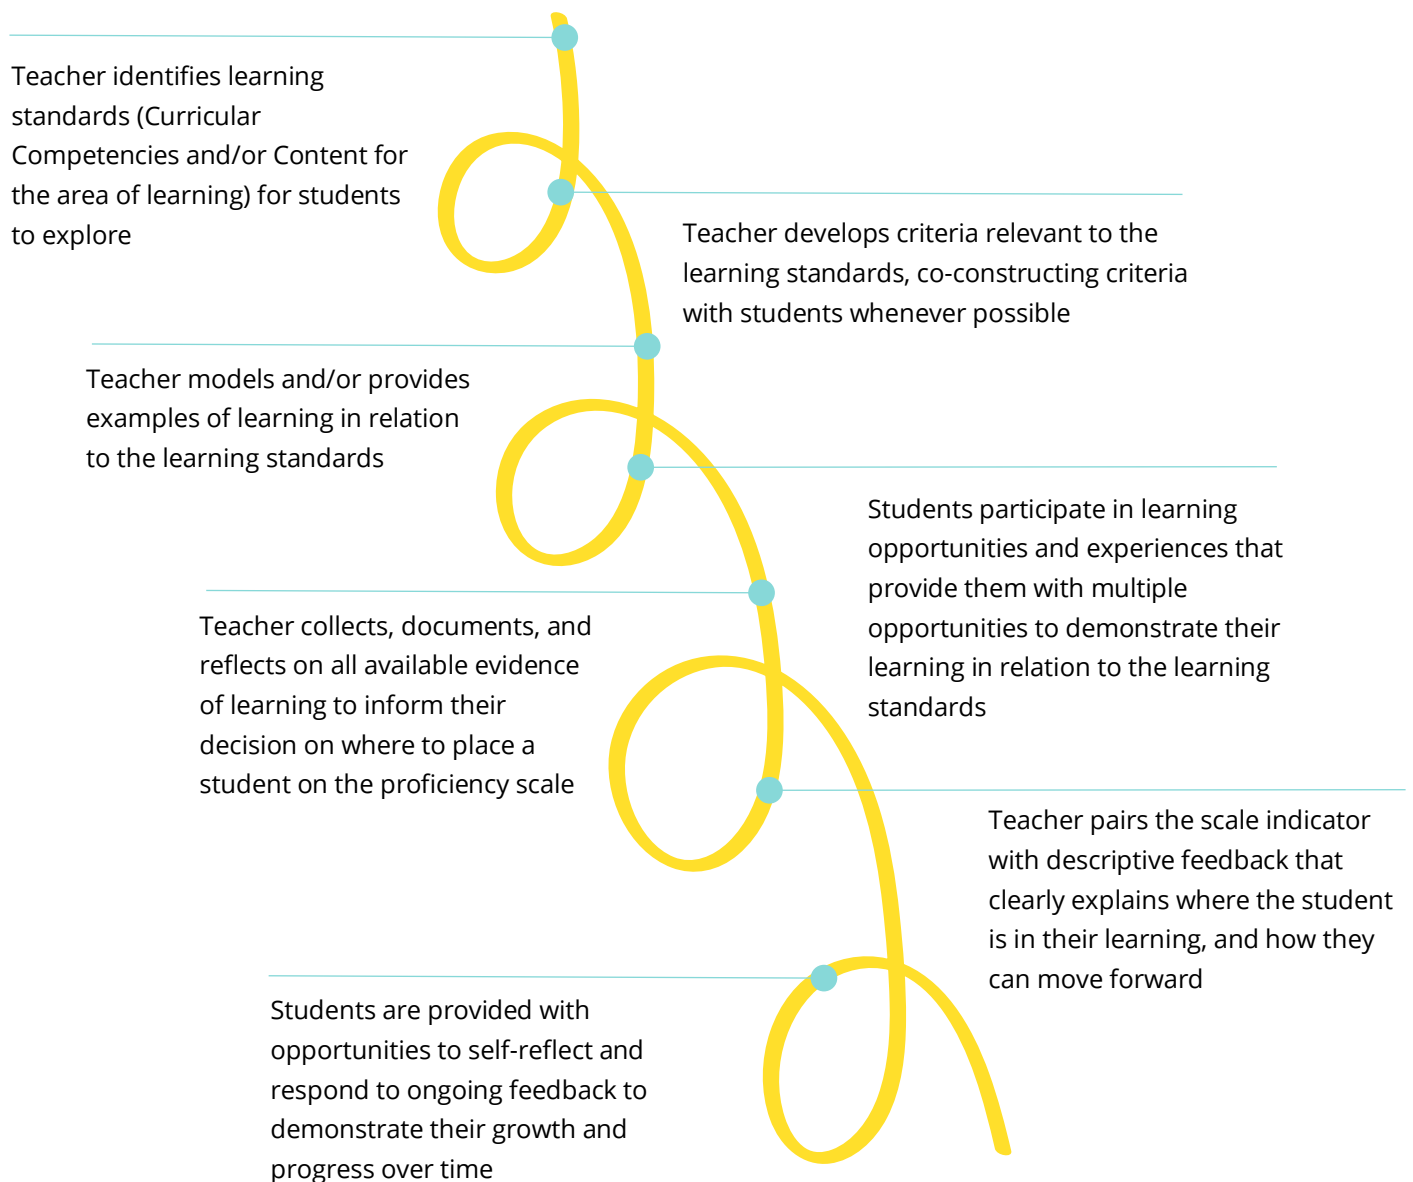 Teacher identifies learning
standards (Curricular
Competencies and/or Content for
the area of learning) for students
to explore
Teacher develops criteria relevant to the
learning standards, co-constructing criteria
with students whenever possible
Teacher models and/or provides
examples of learning in relation
to the learning standards
Students participate in learning
opportunities and experiences that
provide them with multiple
opportunities to demonstrate their
learning in relation to the learning
standards
Teacher collects, documents, and
reflects on all available evidence
of learning to inform their
decision on where to place a
student on the proficiency scale
Teacher pairs the scale indicator
with descriptive feedback that
clearly explains where the student
is in their learning, and how they
can move forward
Students are provided with
opportunities to self-reflect and
respond to ongoing feedback to
demonstrate their growth and
progress over time